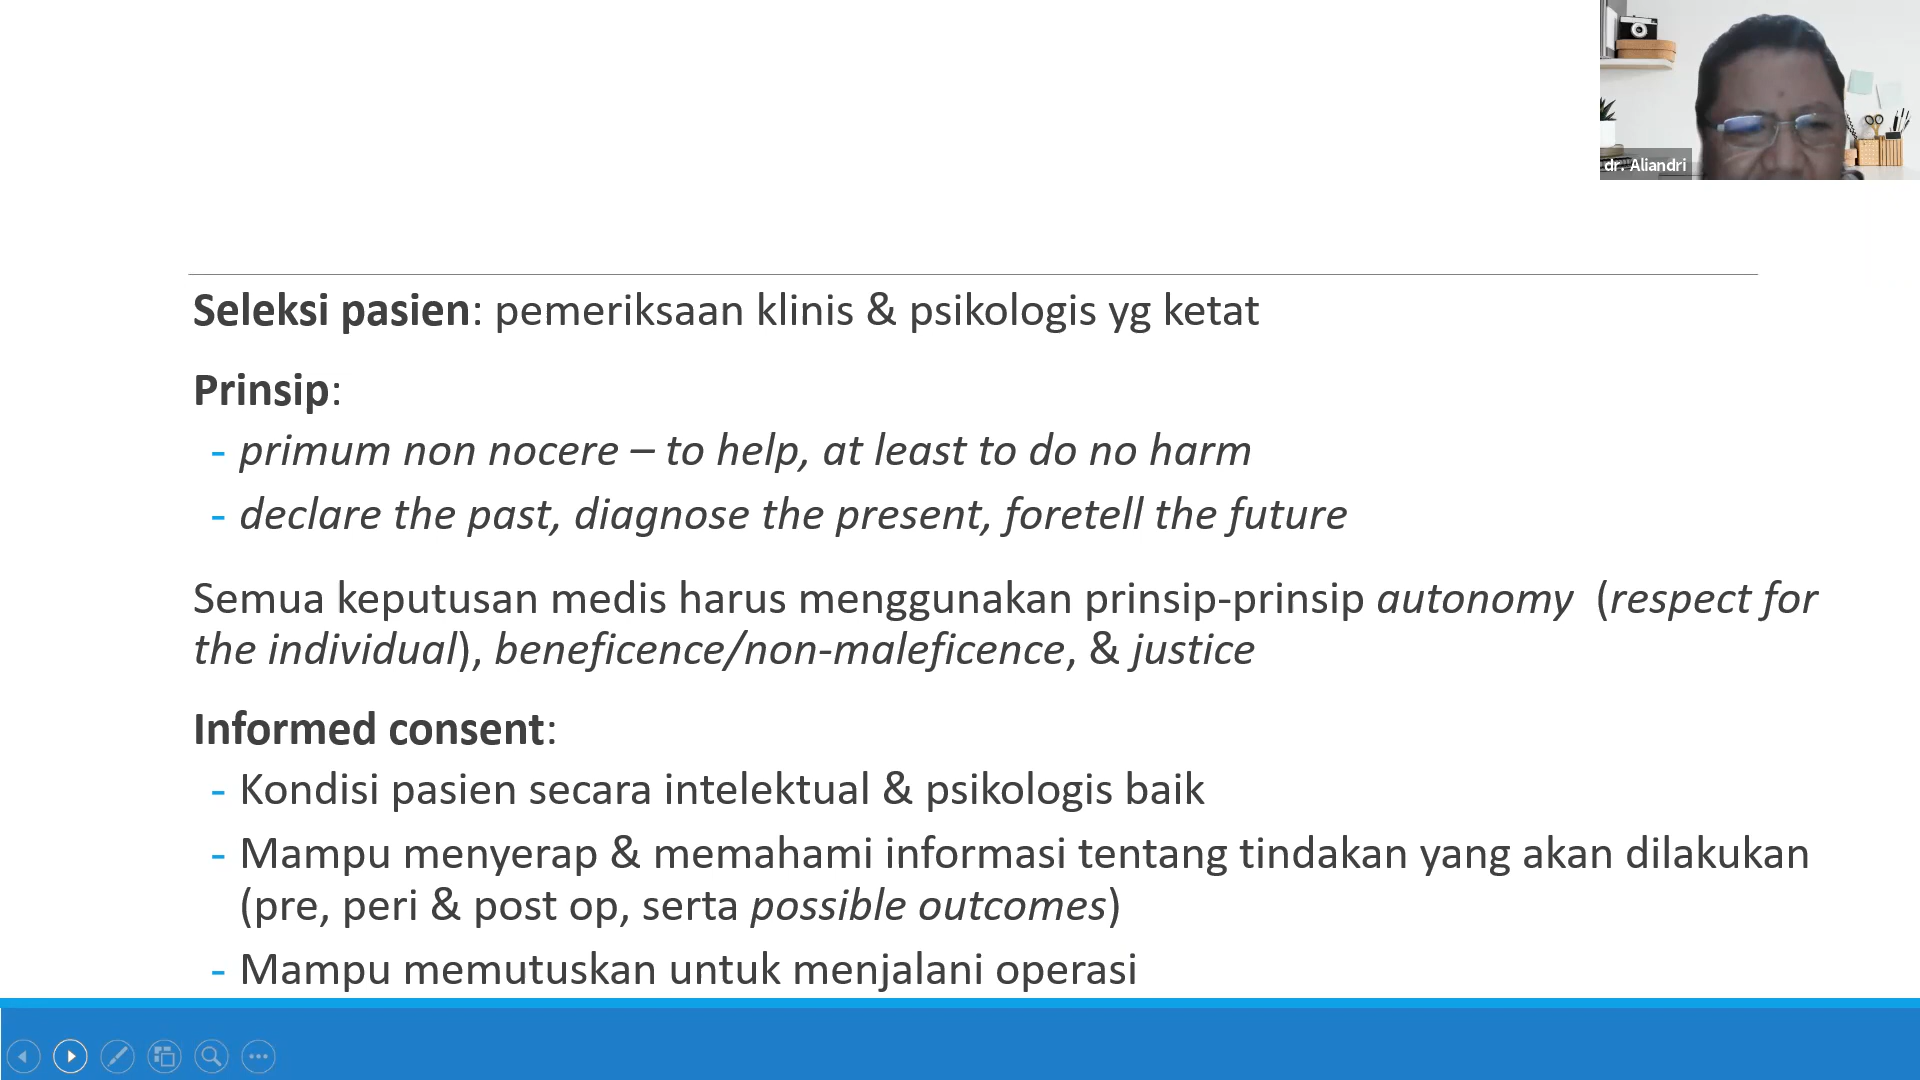 dr. Aliandri
Seleksi pasien: pemeriksaan klinis & psikologis yg ketat
Prinsip:
- primum non nocere – to help, at least to do no harm
- declare the past, diagnose the present, foretell the future
Semua keputusan medis harus menggunakan prinsip-prinsip autonomy (respect for
the individual), beneficence/non-maleficence, & justice
Informed consent:
- Kondisi pasien secara intelektual & psikologis baik
- Mampu menyerap & memahami informasi tentang tindakan yang akan dilakukan
(pre, peri & post op, serta possible outcomes)
- Mampu memutuskan untuk menjalani operasi